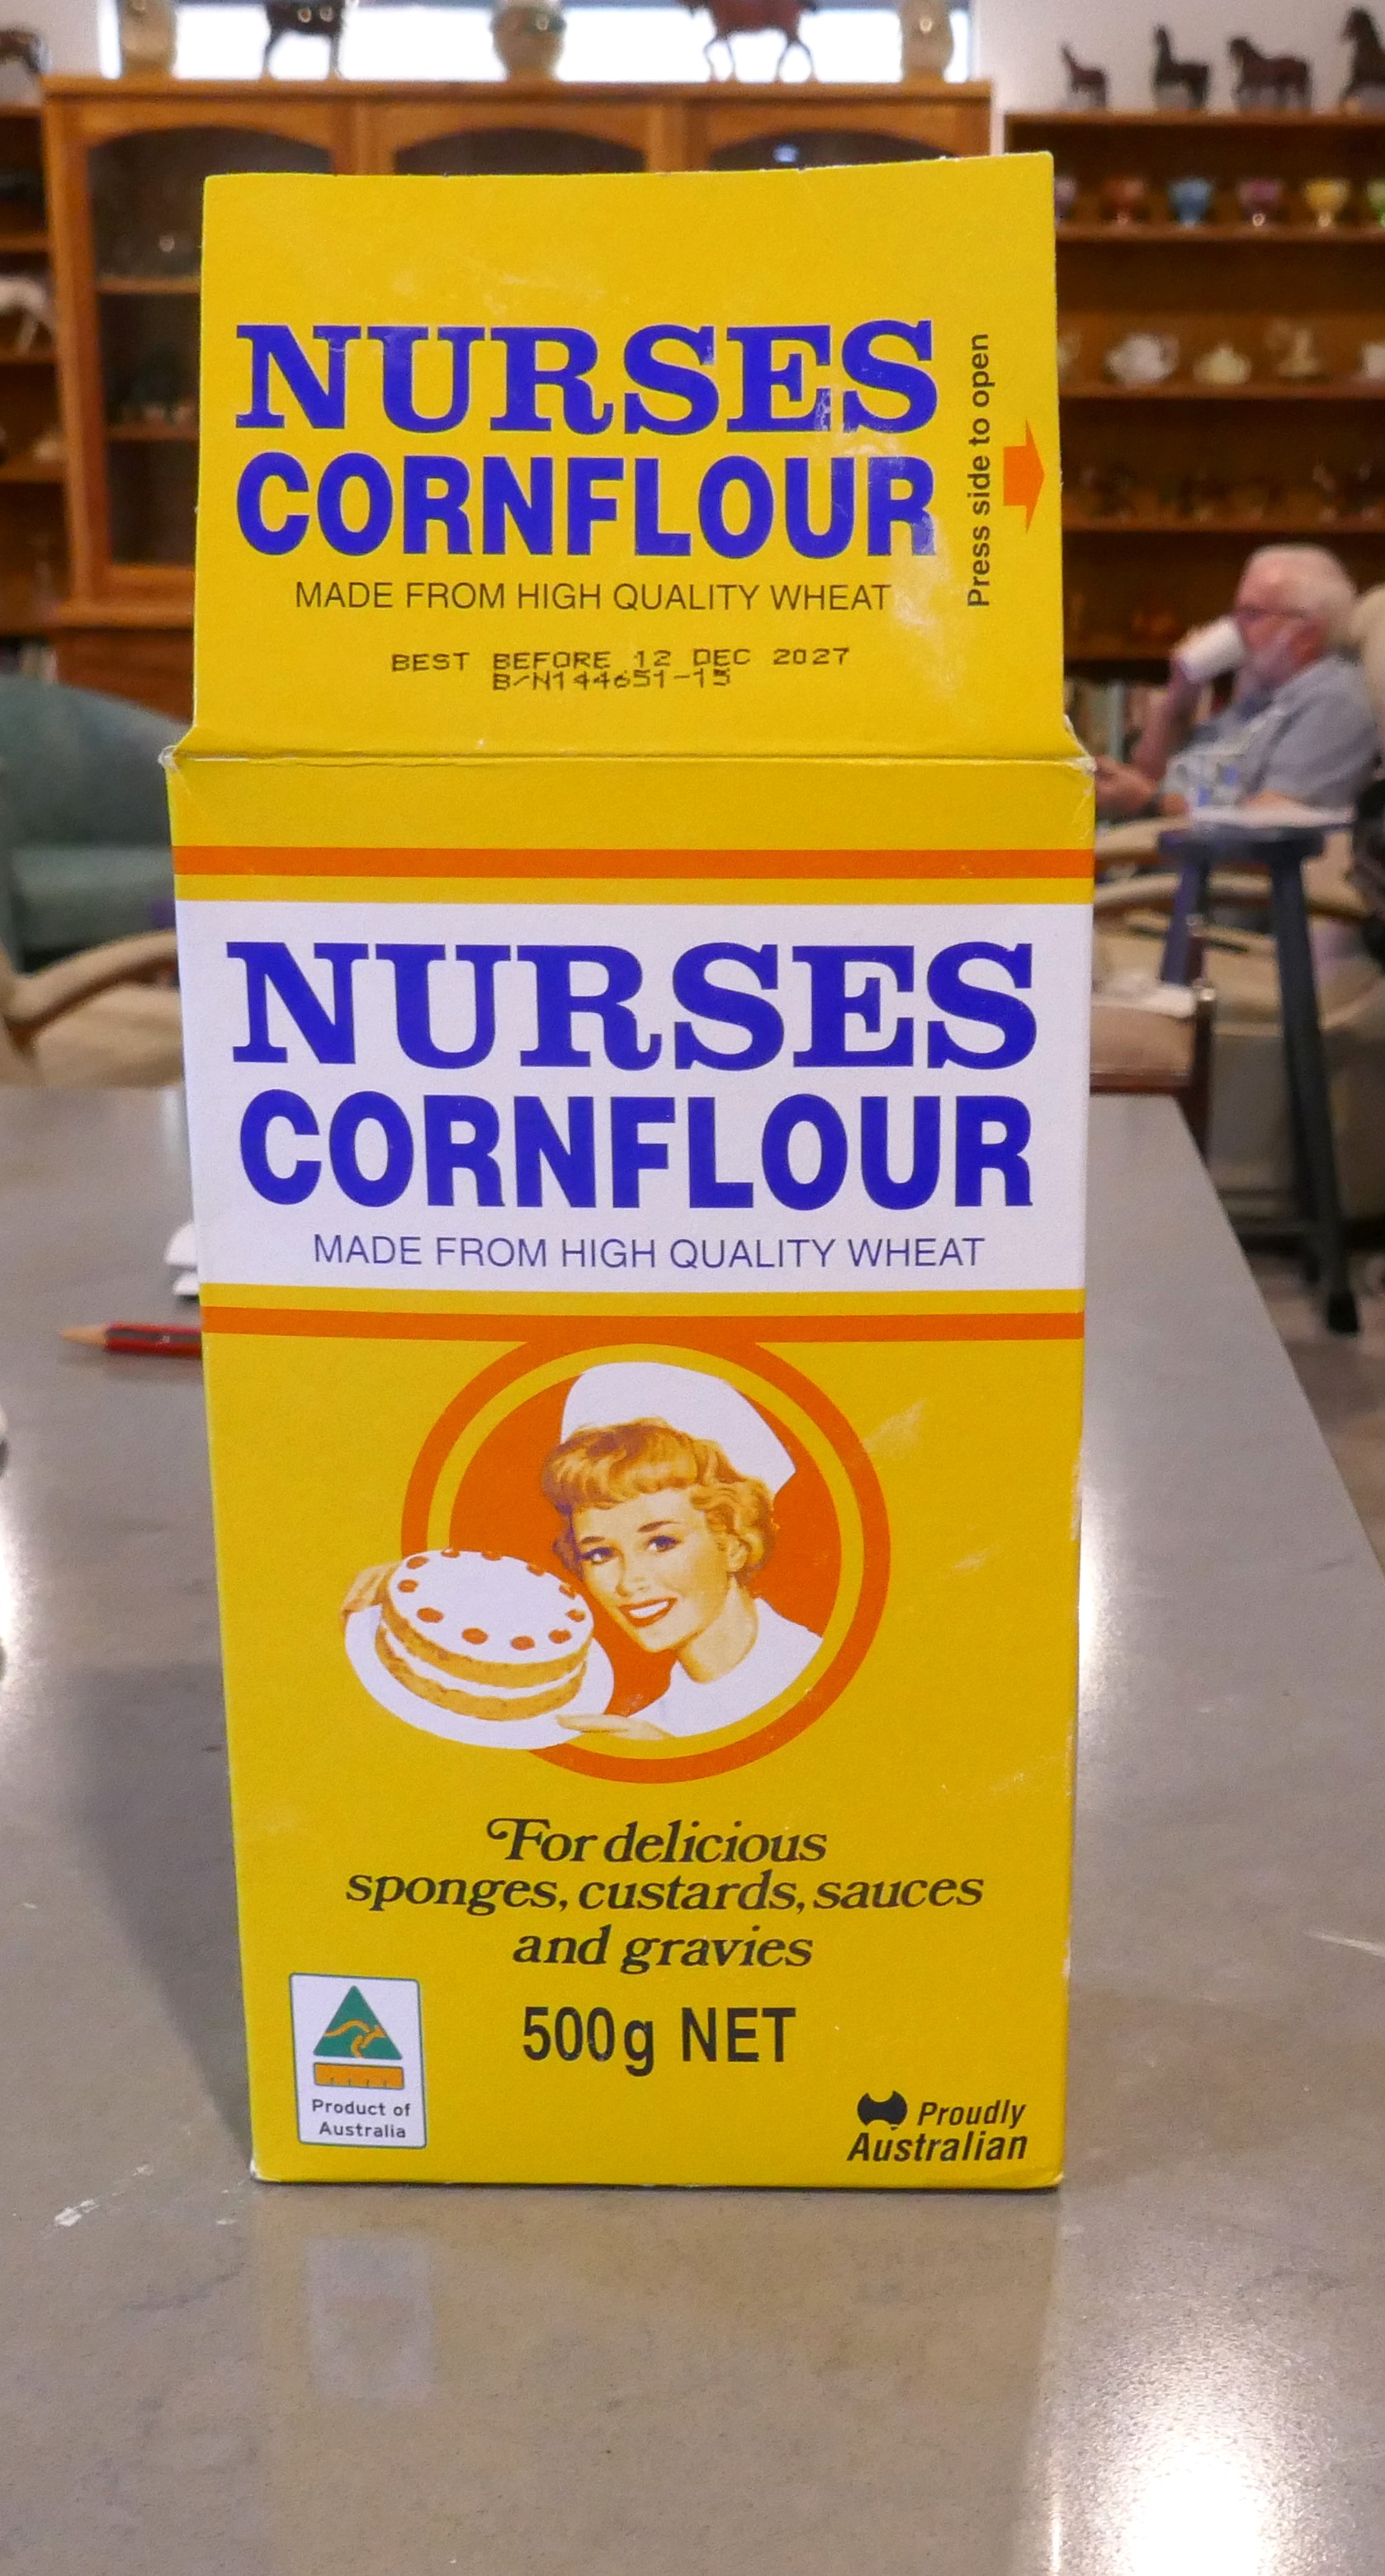 NURSES
CORNFLOUR
MADE FROM HIGH QUALITY WHEAT
Press side to open
BEST BEFORE 12 DEC 2027
B/N144651-15
NURSES
CORNFLOUR
MADE FROM HIGH QUALITY WHEAT
For delicious
sponges, custards, sauces
and gravies
500g NET
Product of
Australia
Proudly
Australian